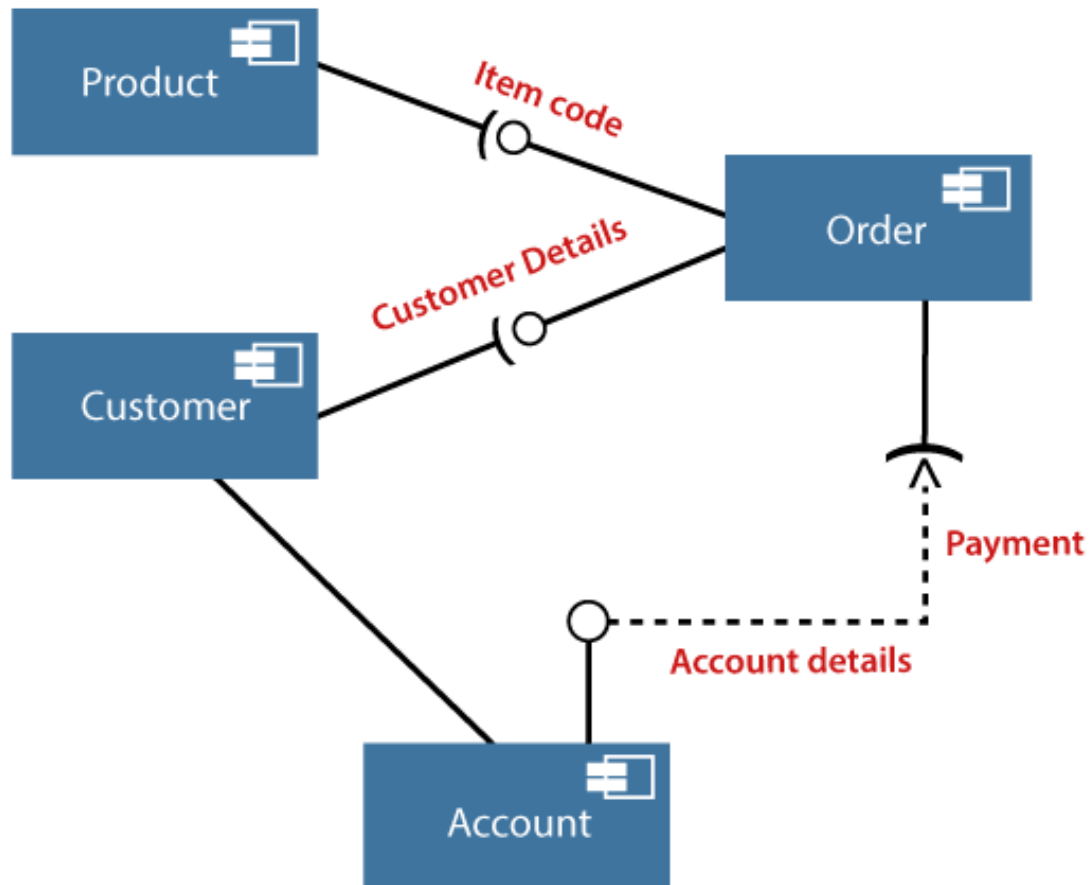 Product
Item code
Order
Customer Details
Customer
Payment
Account details
Account